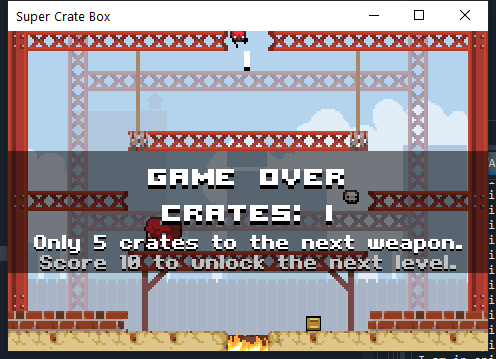 Super Crate Box
GAME OVER
CRATES: 1
Only 5 crates to the next weapon.
Score 10 to unlock the next level.